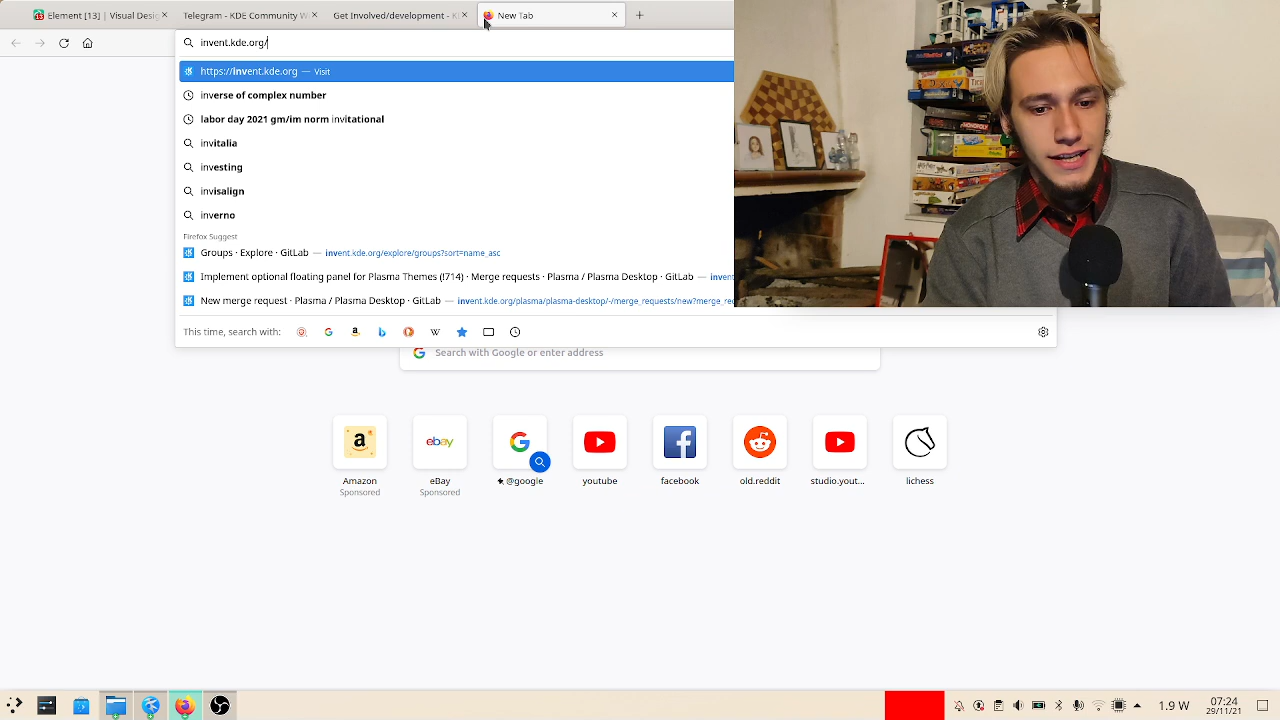 Element [13] | Visual Desig
Telegram - KDE Community W
Get Involved/development - K
New Tab
invent.kde.org/
https://invent.kde.org — Visit
inverse of complex number
labor day 2021 gm/im norm invitational
invitalia
investing
invisalign
inverno
Firefox Suggest
Groups · Explore · GitLab — invent.kde.org/explore/groups?sort=name_asc
Implement optional floating panel for Plasma Themes (!714) · Merge requests · Plasma / Plasma Desktop · GitLab — invent
New merge request · Plasma / Plasma Desktop · GitLab — invent.kde.org/plasma/plasma-desktop/-/merge_requests/new?merge_rec
This time, search with:
Search with Google or enter address
Amazon
Sponsored
eBay
Sponsored
@google
youtube
facebook
old.reddit
studio.yout...
lichess
1.9 W
07:24
29/11/21
MONOPOLY